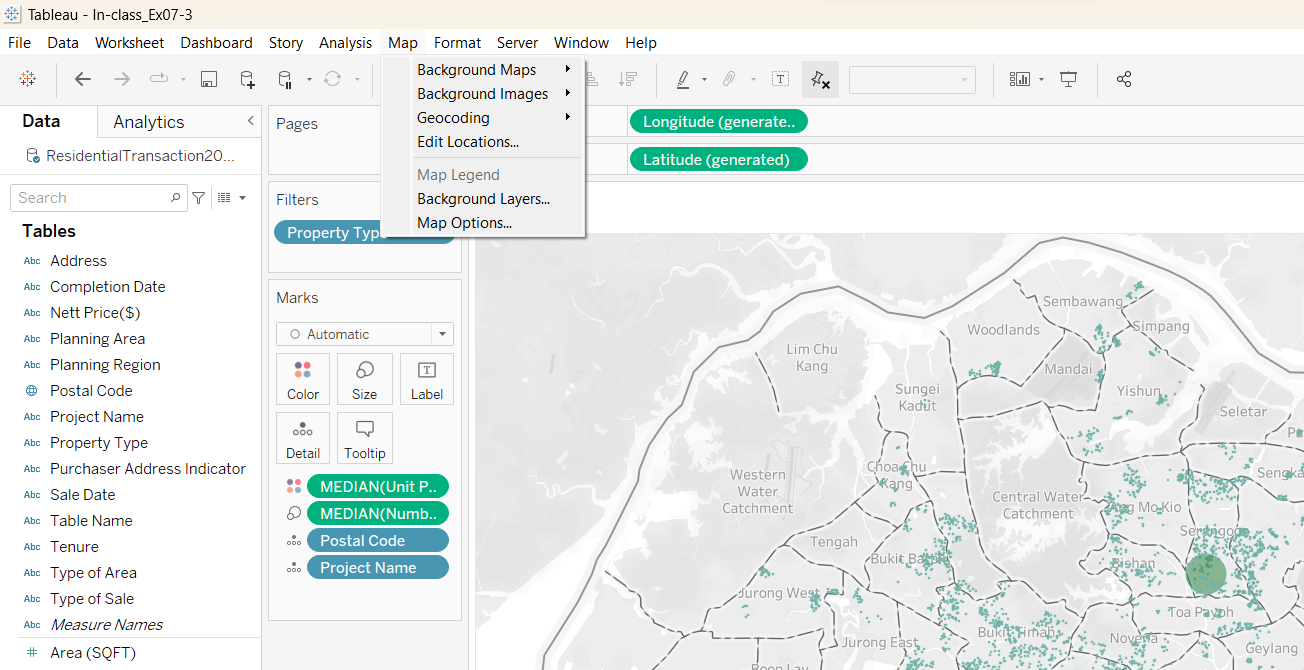 Tableau - In-class_Ex07-3
File Data Worksheet Dashboard Story Analysis Map Format Server Window Help
Background Maps
Background Images
Geocoding
Edit Locations...
Map Legend
Background Layers...
Map Options...
Data Analytics
ResidentialTransaction20...
Search
Tables
Abc Address
Abc Completion Date
Abc Nett Price($)
Abc Planning Area
Abc Planning Region
Postal Code
Abc Project Name
Abc Property Type
Abc Purchaser Address Indicator
Abc Sale Date
Abc Table Name
Abc Tenure
Abc Type of Area
Abc Type of Sale
Abc Measure Names
# Area (SQFT)
Pages
Filters
Property Type
Marks
Automatic
Color Size Label
Detail Tooltip
MEDIAN(Unit P..
MEDIAN(Numb..
Postal Code
Project Name
Longitude (generate..
Latitude (generated)
Sembawang
Woodlands
Simpang
Lim Chu
Kang
Mandai
Sungei
Kadut
Yishun
Seletar
Western
Water
Catchment
Choa Chu
Kang
Central Water
Catchment
Ang Mo Kio
Tengah
Bukit
Bishan
Jurong West
Toa Payoh
Bukit Timah
Novena
Jurong East
Geylang
Boon Lay